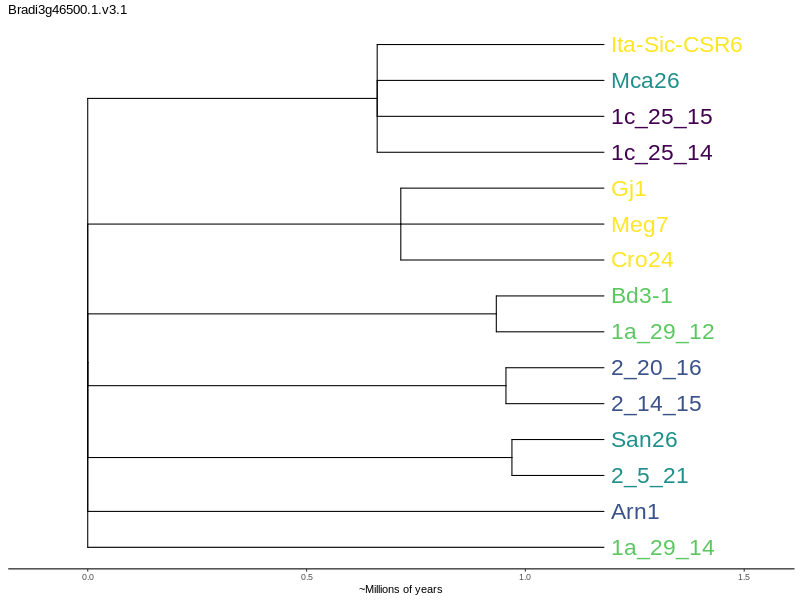 Bradi3g46500.1.v3.1
Ita-Sic-CSR6
Mca26
1c_25_15
1c_25_14
Gj1
Meg7
Cro24
Bd3-1
1a_29_12
2_20_16
2_14_15
San26
2_5_21
Arn1
1a_29_14
0.0 0.5 1.0 1.5
~Millions of years